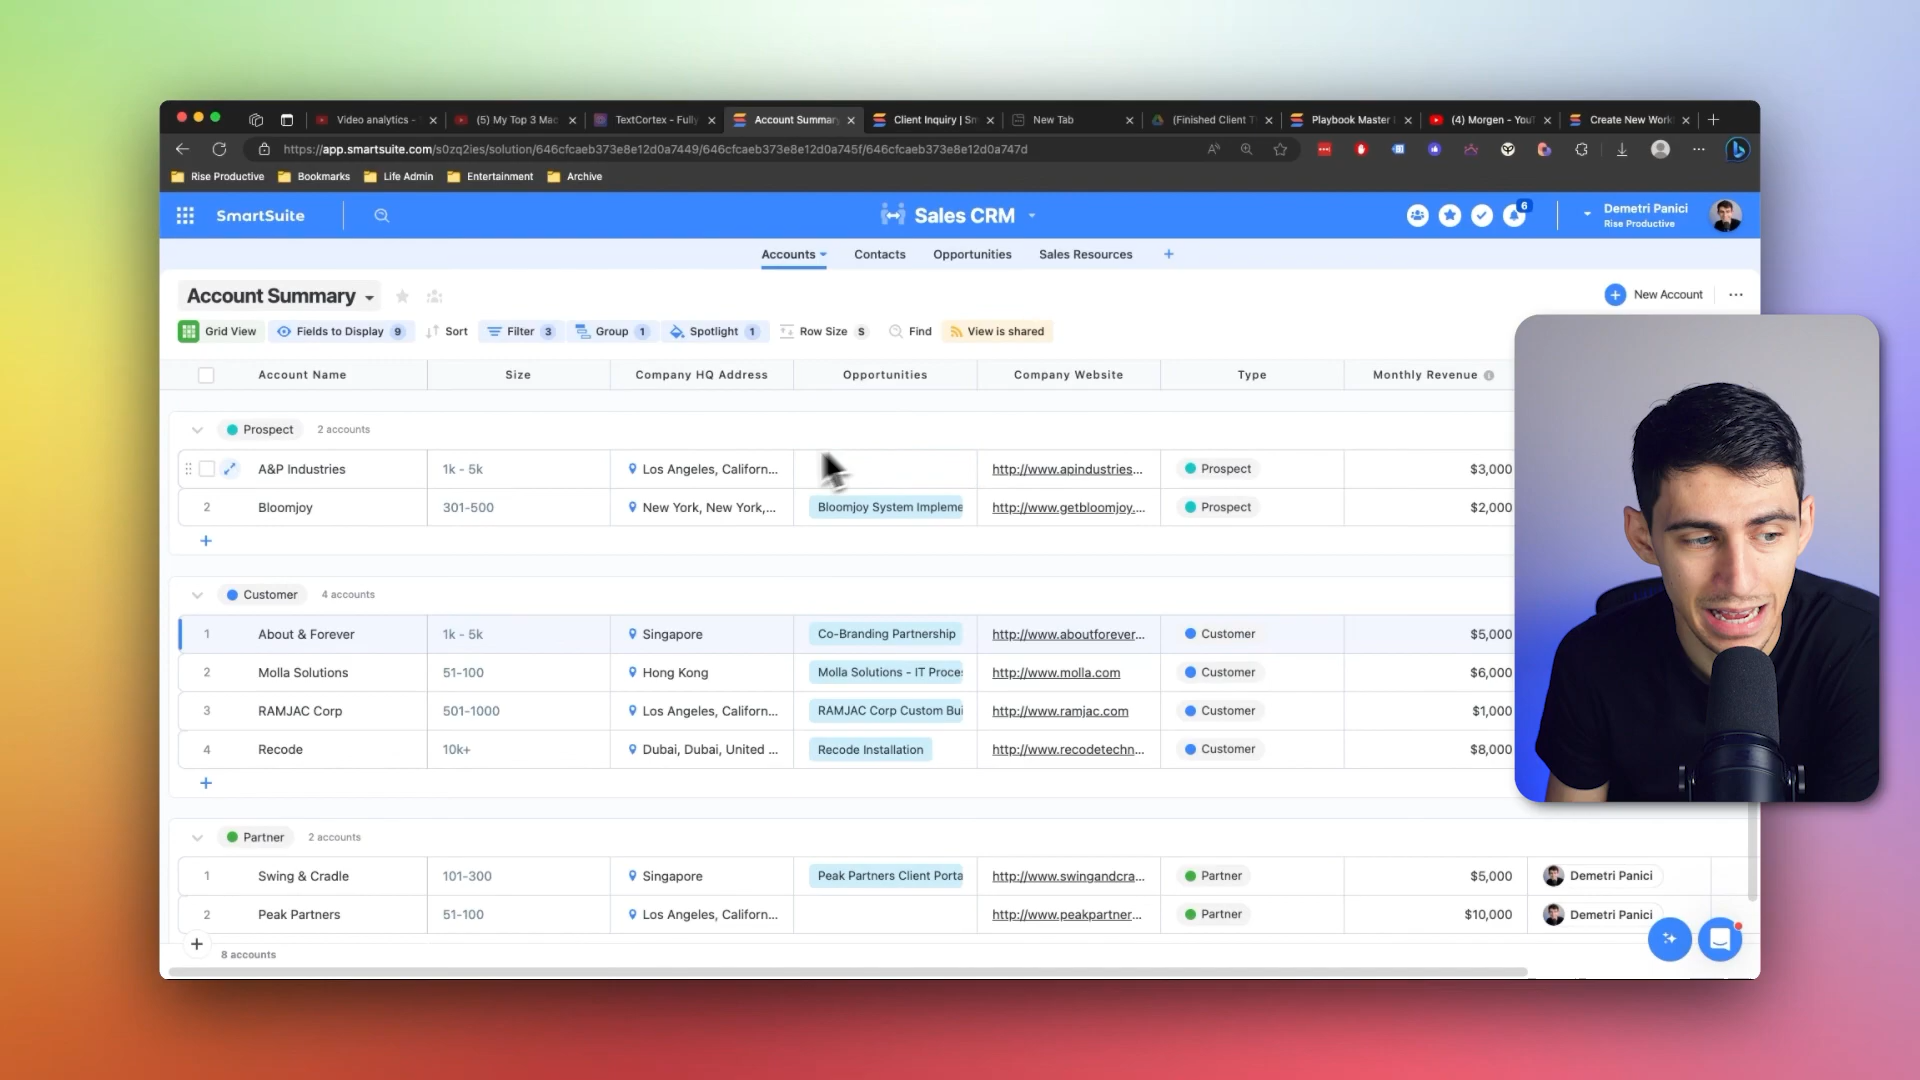 Video analytics -
(5) My Top 3 Mac
TextCortex - Fully
Account Summary
Client Inquiry | Sm
New Tab
(Finished Client T
Playbook Master
(4) Morgen - YouT
Create New Work
https://app.smartsuite.com/s0zq2ies/solution/646cfcaeb373e8e12d0a7449/646cfcaeb373e8e12d0a745f/646cfcaeb373e8e12d0a747d
Rise Productive
Bookmarks
Life Admin
Entertainment
Archive
SmartSuite
Sales CRM
6
Demetri Panici
Rise Productive
Accounts
Contacts
Opportunities
Sales Resources
Account Summary
New Account
Grid View
Fields to Display 9
Sort
Filter 3
Group 1
Spotlight 1
Row Size S
Find
View is shared
Account Name
Size
Company HQ Address
Opportunities
Company Website
Type
Monthly Revenue
Prospect 2 accounts
A&P Industries 1k - 5k Los Angeles, Californ... http://www.apindustries... Prospect $3,000
2 Bloomjoy 301-500 New York, New York,... Bloomjoy System Impleme http://www.getbloomjoy.... Prospect $2,000
Customer 4 accounts
1 About & Forever 1k - 5k Singapore Co-Branding Partnership http://www.aboutforever... Customer $5,000
2 Molla Solutions 51-100 Hong Kong Molla Solutions - IT Proce http://www.molla.com Customer $6,000
3 RAMJAC Corp 501-1000 Los Angeles, Californ... RAMJAC Corp Custom Bui http://www.ramjac.com Customer $1,000
4 Recode 10k+ Dubai, Dubai, United ... Recode Installation http://www.recodetechn... Customer $8,000
Partner 2 accounts
1 Swing & Cradle 101-300 Singapore Peak Partners Client Porta http://www.swingandcra... Partner $5,000 Demetri Panici
2 Peak Partners 51-100 Los Angeles, Californ... http://www.peakpartner... Partner $10,000 Demetri Panici
8 accounts